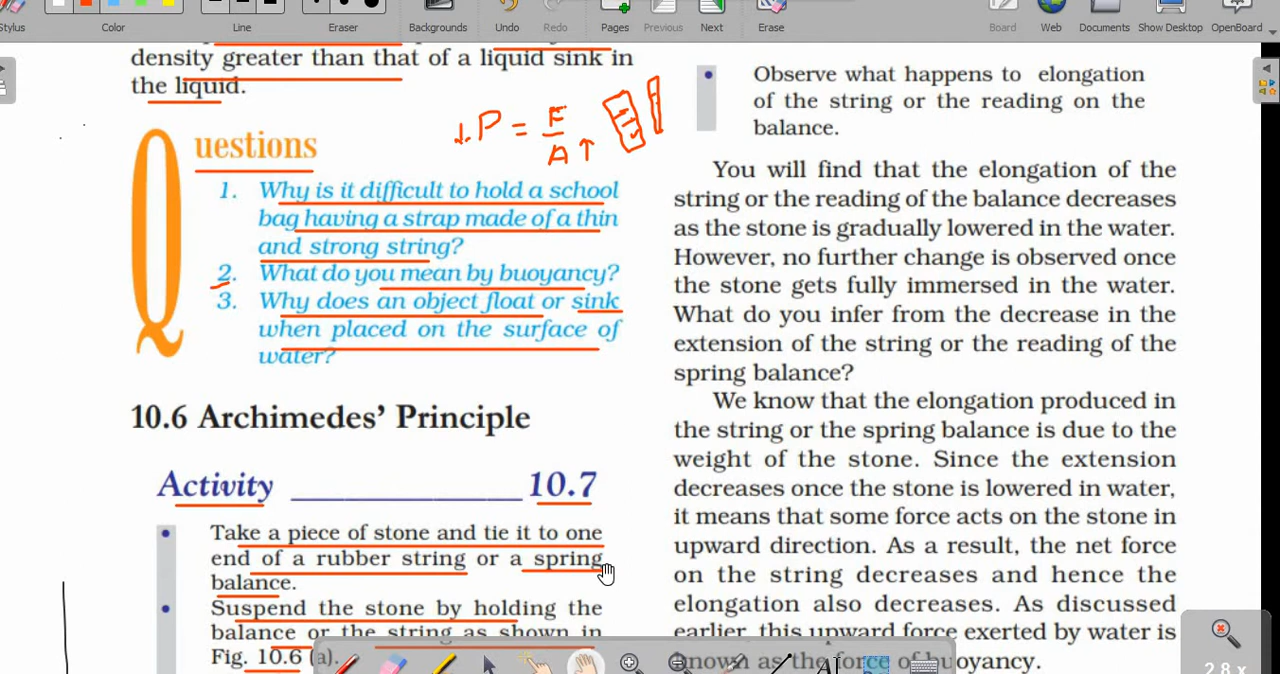 Stylus
Color
Line
Eraser
Backgrounds
Undo
Redo
Pages
Previous
Next
Erase
Board
Web
Documents
Show Desktop
OpenBoard
density greater than that of a liquid sink in
the liquid.
↓ P = F / A ↑
Questions
1. Why is it difficult to hold a school
bag having a strap made of a thin
and strong string?
2. What do you mean by buoyancy?
3. Why does an object float or sink
when placed on the surface of
water?
10.6 Archimedes’ Principle
Activity ______________ 10.7
• Take a piece of stone and tie it to one
end of a rubber string or a spring
balance.
• Suspend the stone by holding the
balance or the string as shown in
Fig. 10.6 (a).
• Observe what happens to elongation
of the string or the reading on the
balance.
You will find that the elongation of the
string or the reading of the balance decreases
as the stone is gradually lowered in the water.
However, no further change is observed once
the stone gets fully immersed in the water.
What do you infer from the decrease in the
extension of the string or the reading of the
spring balance?
We know that the elongation produced in
the string or the spring balance is due to the
weight of the stone. Since the extension
decreases once the stone is lowered in water,
it means that some force acts on the stone in
upward direction. As a result, the net force
on the string decreases and hence the
elongation also decreases. As discussed
earlier, this upward force exerted by water is
known as the force of buoyancy.
2.8 x